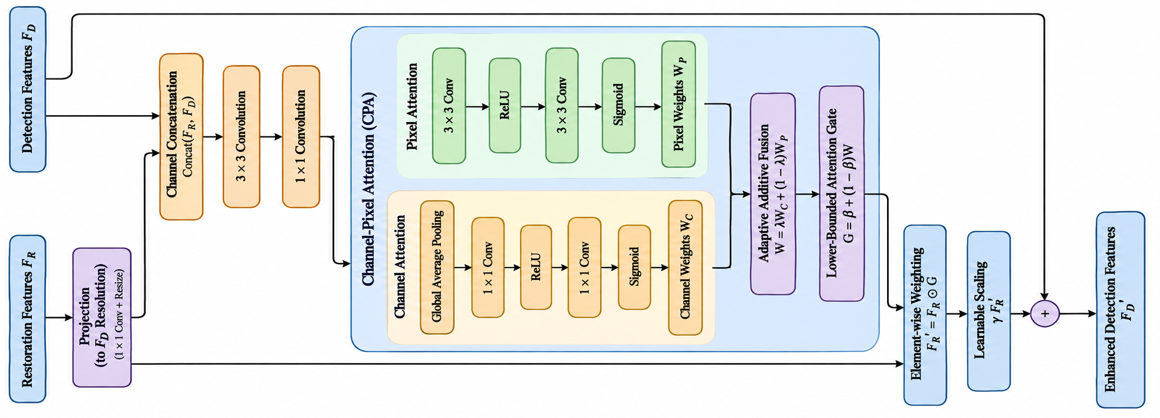 Detection Features F_D
Restoration Features F_R
Projection
(to F_D Resolution)
(1 × 1 Conv + Resize)
Channel Concatenation
Concat(F_R, F_D)
3 × 3 Convolution
1 × 1 Convolution
Channel-Pixel Attention (CPA)
Pixel Attention
3 × 3 Conv
ReLU
3 × 3 Conv
Sigmoid
Pixel Weights W_P
Channel Attention
Global Average Pooling
1 × 1 Conv
ReLU
1 × 1 Conv
Sigmoid
Channel Weights W_C
Adaptive Additive Fusion
W = λW_C + (1 − λ)W_P
Lower-Bounded Attention Gate
G = β + (1 − β)W
Element-wise Weighting
F_R′ = F_R ⊙ G
Learnable Scaling
γ F_R′
+
Enhanced Detection Features
F_D′